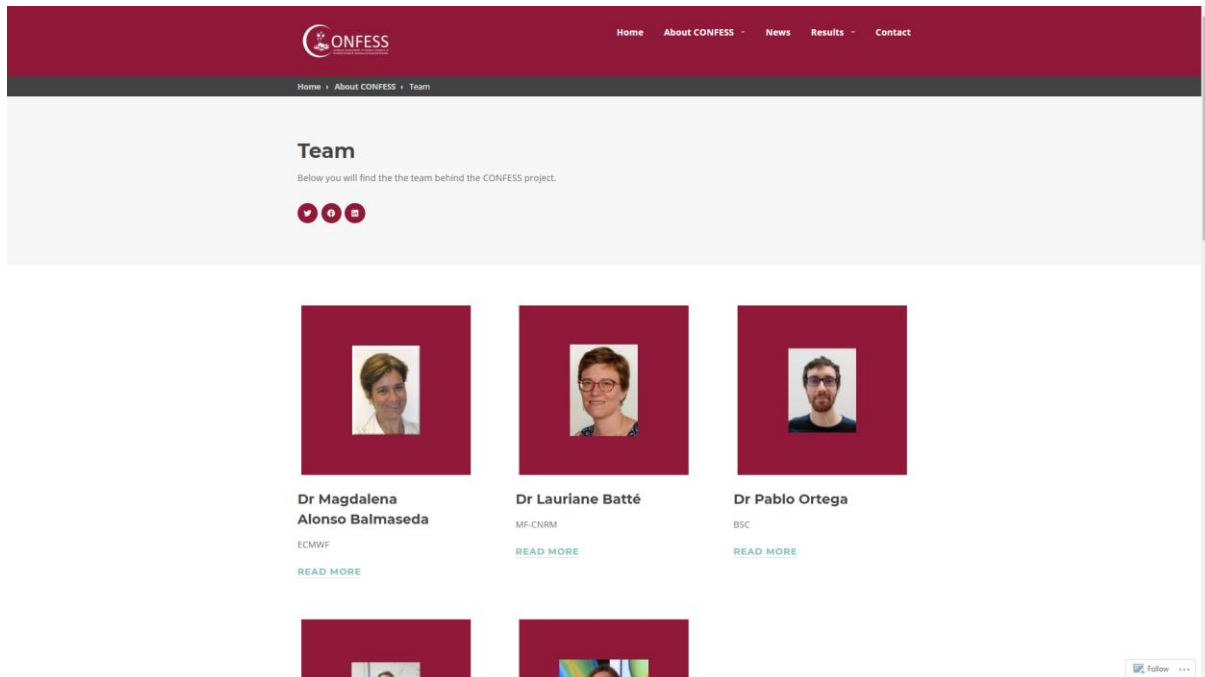 ONFESS
Home About CONFESS News Results Contact
Home › About CONFESS › Team
Team
Below you will find the the team behind the CONFESS project.
Dr Magdalena
Alonso Balmaseda
ECMWF
READ MORE
Dr Lauriane Batté
MF-CNRM
READ MORE
Dr Pablo Ortega
BSC
READ MORE
Follow ...